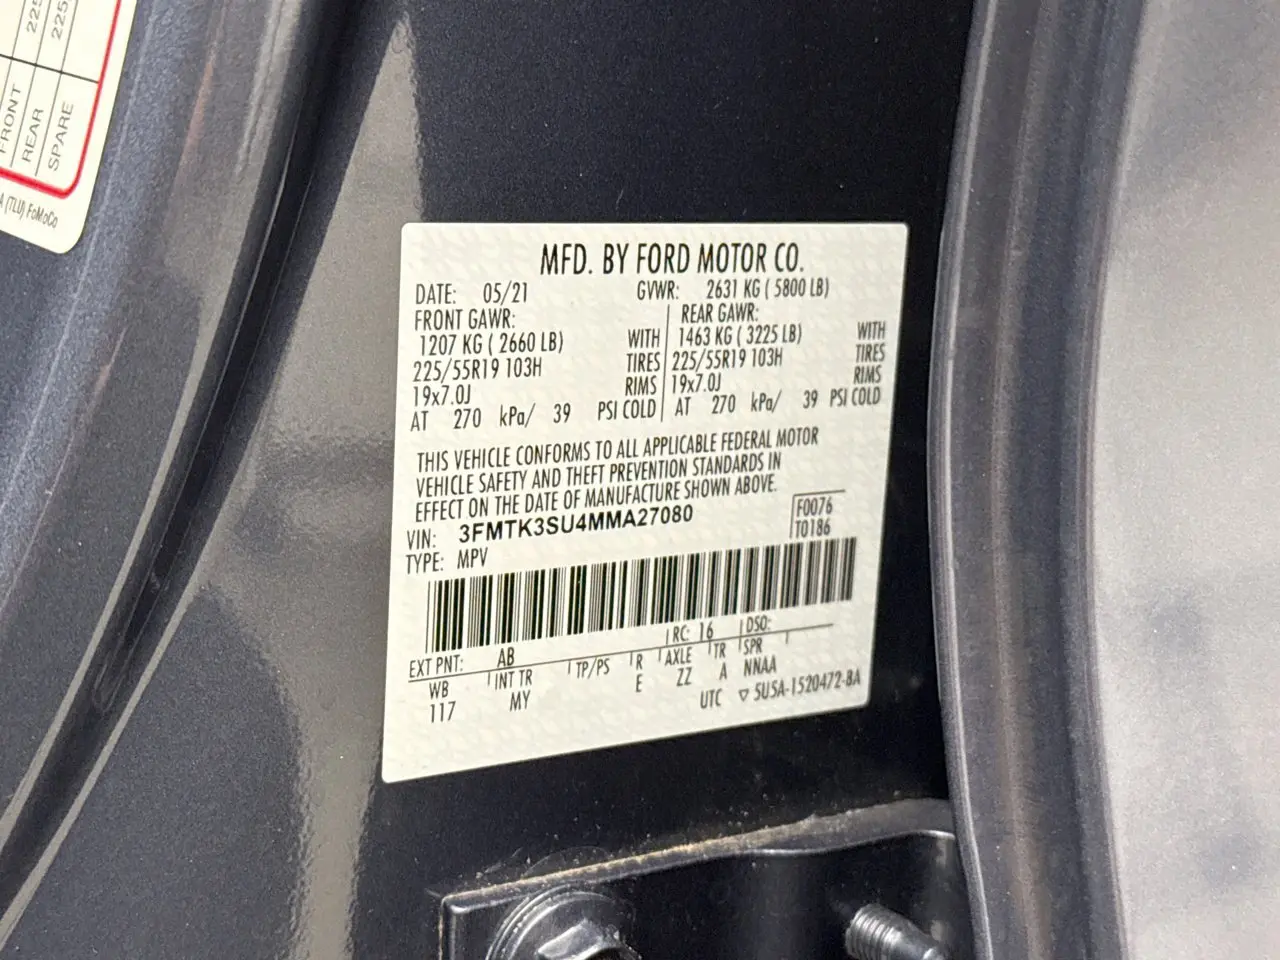 225
225
FRONT
REAR
SPARE
(TLU) FoMoCo
MFD. BY FORD MOTOR CO.
DATE: 05/21 GVWR: 2631 KG ( 5800 LB)
FRONT GAWR: REAR GAWR:
1207 KG ( 2660 LB) WITH 1463 KG ( 3225 LB) WITH
225/55R19 103H TIRES 225/55R19 103H TIRES
19x7.0J RIMS 19x7.0J RIMS
AT 270 kPa/ 39 PSI COLD AT 270 kPa/ 39 PSI COLD
THIS VEHICLE CONFORMS TO ALL APPLICABLE FEDERAL MOTOR
VEHICLE SAFETY AND THEFT PREVENTION STANDARDS IN
EFFECT ON THE DATE OF MANUFACTURE SHOWN ABOVE.
VIN: 3FMTK3SU4MMA27080 F0076
TYPE: MPV T0186
EXT PNT: AB RC: 16 DSO:
WB INT TR TP/PS R AXLE TR SPR
117 MY E ZZ A NNAA
UTC ▽ 5U5A-1520472-BA